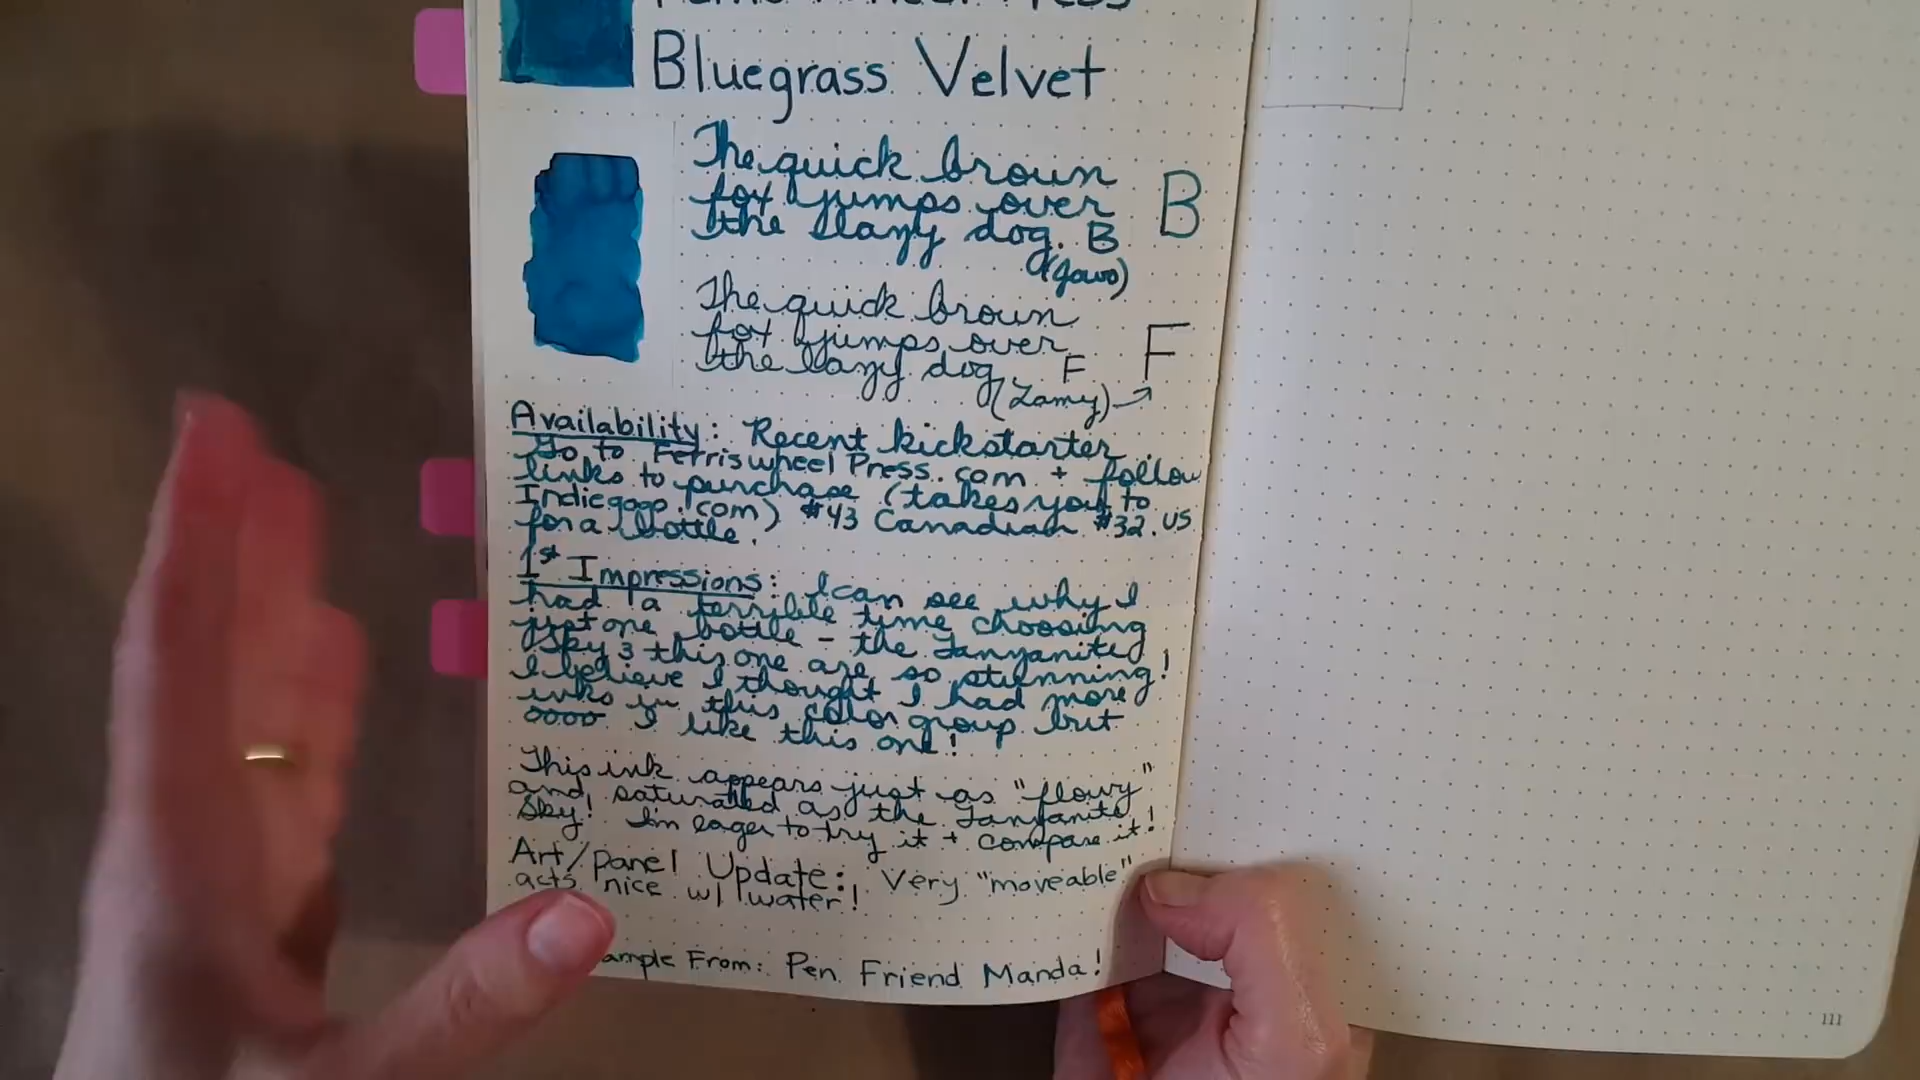 Bluegrass Velvet
The quick brown
fox jumps over
the lazy dog. B
B
(Jowo)
The quick brown
fox jumps over
the lazy dog F
F
(Lamy)→
Availability: Recent kickstarter
Go to FerriswheelPress.com + follow
links to purchase (takes you to
Indiegogo.com) $43 Canadian $32. US
for a bottle.
1st Impressions: I can see why I
had a terrible time choosing
just one bottle - the Tanzanite
Sky & this one are so stunning!
I believe I thought I had more
inks in this color group but
oooo I like this one!
This ink appears just as "flowy"
and saturated as the Tanzanite
Sky! I'm eager to try it + compare it!
Art/panel Update: Very "moveable"
acts nice w/ water!
ample From: Pen Friend Manda!
111